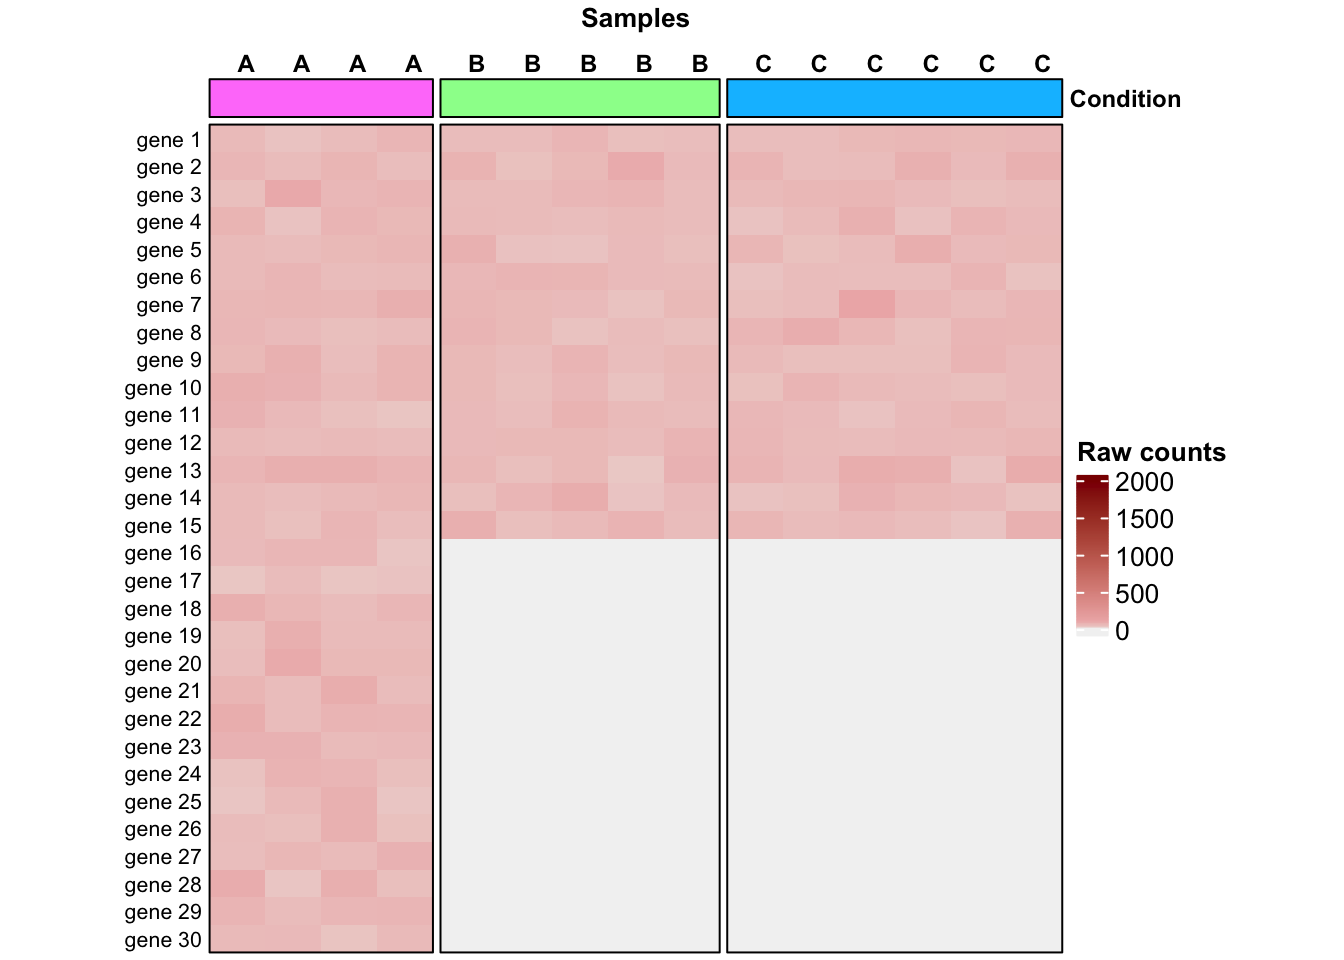 Samples
A A A A B B B B B C C C C C C
Condition
gene 1
gene 2
gene 3
gene 4
gene 5
gene 6
gene 7
gene 8
gene 9
gene 10
gene 11
gene 12
gene 13
gene 14
gene 15
gene 16
gene 17
gene 18
gene 19
gene 20
gene 21
gene 22
gene 23
gene 24
gene 25
gene 26
gene 27
gene 28
gene 29
gene 30
Raw counts
2000
1500
1000
500
0